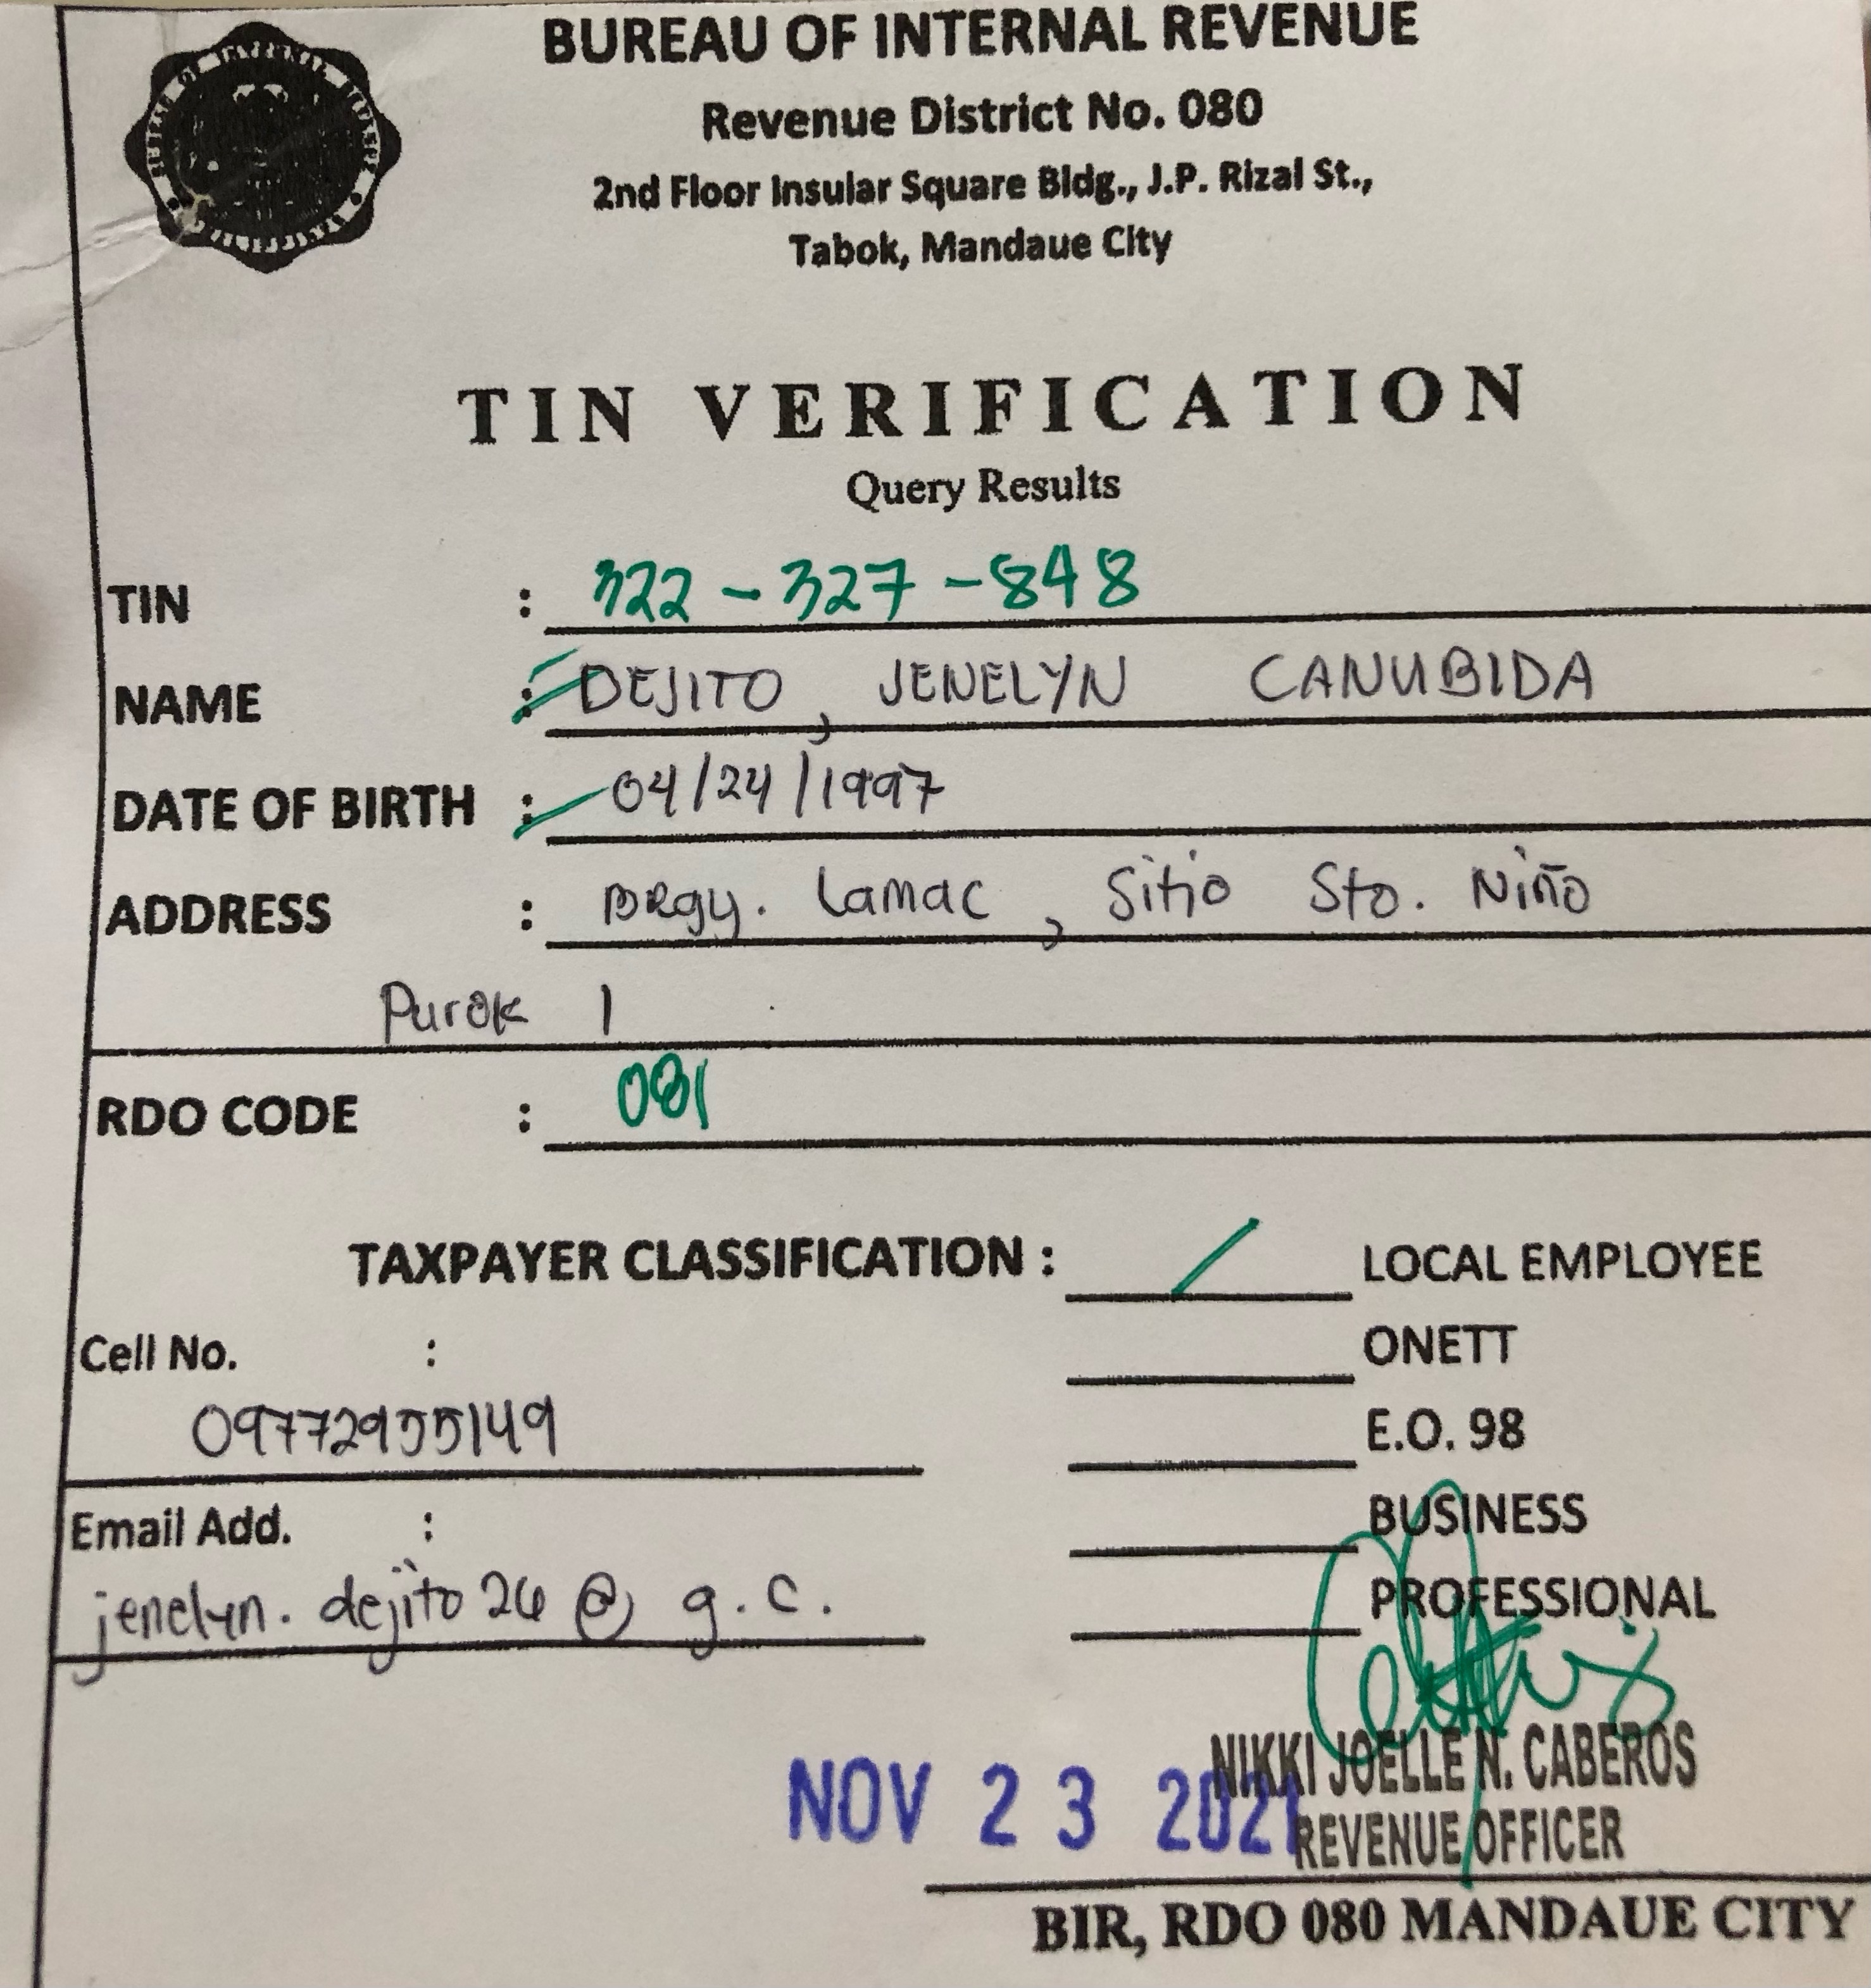 BUREAU OF INTERNAL REVENUE
Revenue District No. 080
2nd Floor Insular Square Bldg., J.P. Rizal St.,
Tabok, Mandaue City
TIN VERIFICATION
Query Results
TIN : 322-327-848
NAME : DEJITO, JENELYN CANUBIDA
DATE OF BIRTH : 04/24/1997
ADDRESS : BRgy. Lamac, Sitio Sto. Niño
Purok 1
RDO CODE : 081
TAXPAYER CLASSIFICATION : / LOCAL EMPLOYEE
Cell No. :
ONETT
09772955149
E.O. 98
Email Add. :
BUSINESS
jenelyn.dejito26@g.c.
PROFESSIONAL
NIKKI JOELLE N. CABEROS
NOV 23 2021
REVENUE OFFICER
BIR, RDO 080 MANDAUE CITY